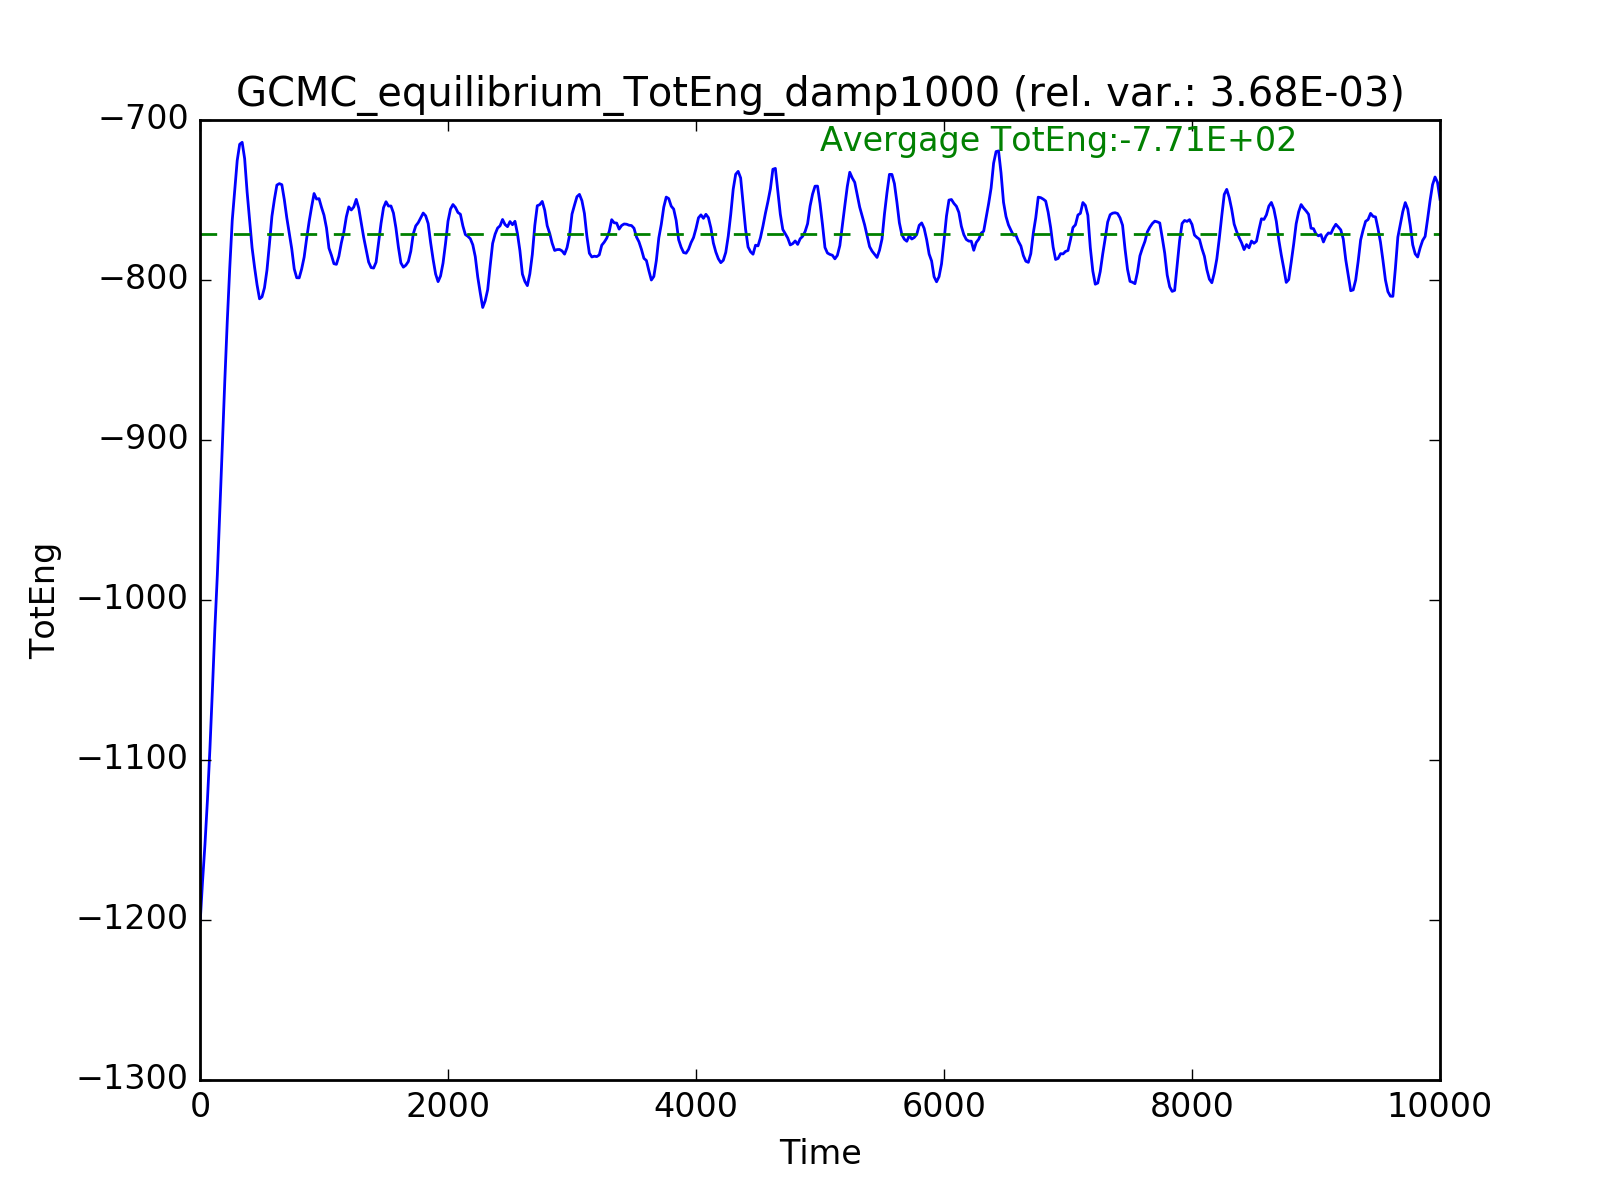 GCMC_equilibrium_TotEng_damp1000 (rel. var.: 3.68E-03)
Avergage TotEng:-7.71E+02
−700
−800
−900
−1000
−1100
−1200
−1300
TotEng
0 2000 4000 6000 8000 10000
Time